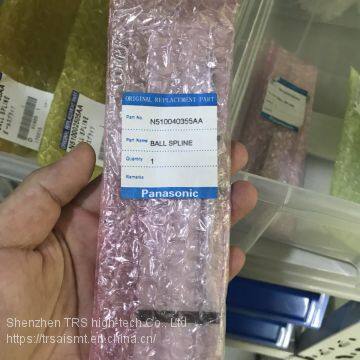 ORIGINAL REPLACEMENT PART
Part No. N510040355AA
Part Name BALL SPLINE
Quantity 1
Remarks
Panasonic
Shenzhen TRS high-tech Co., Ltd
https://trsaismt.en.china.cn/